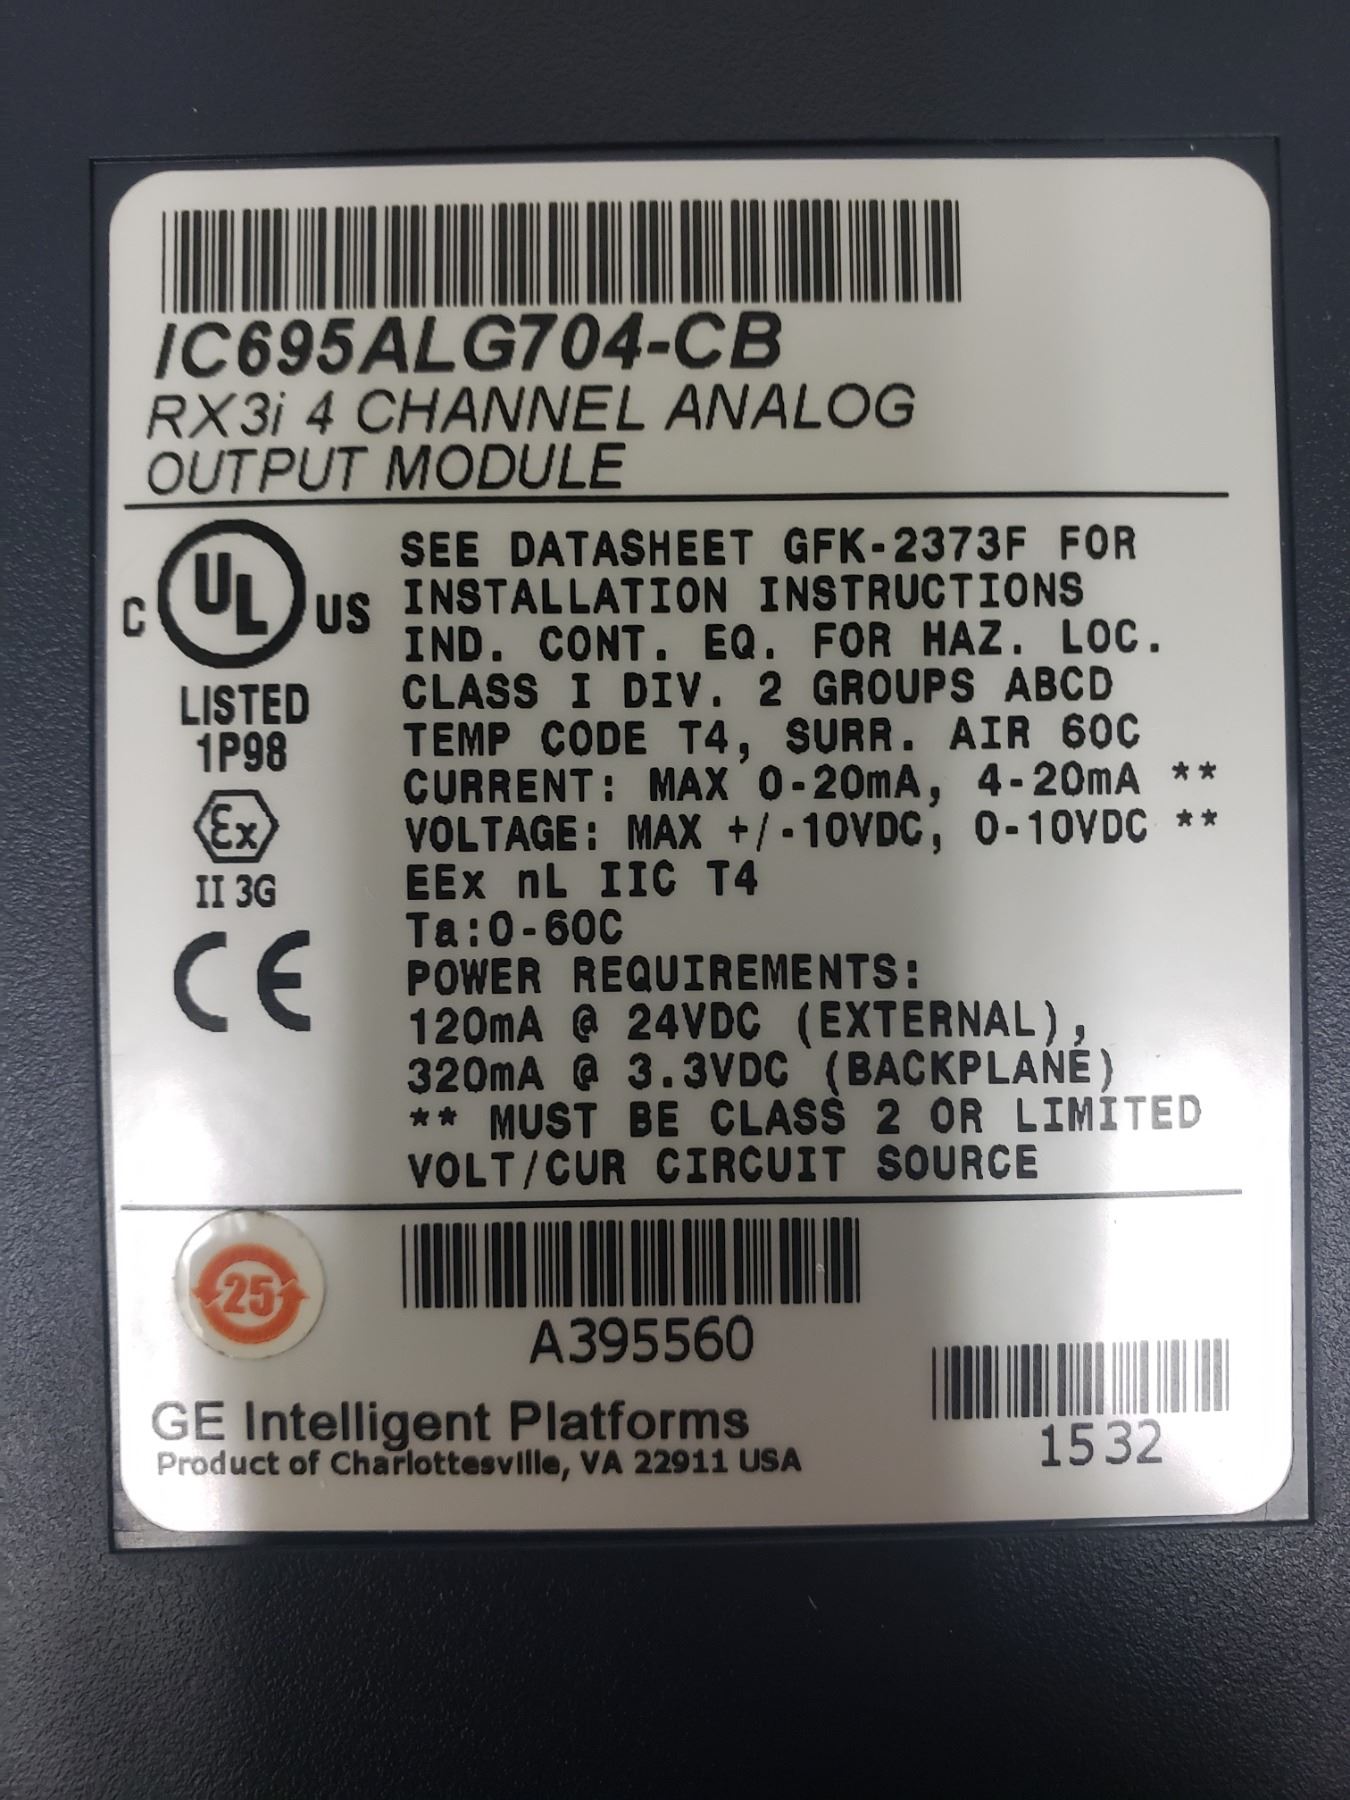 IC695ALG704-CB
RX3i 4 CHANNEL ANALOG
OUTPUT MODULE
C UL US
LISTED
1P98
Ex
II 3G
CE
SEE DATASHEET GFK-2373F FOR
INSTALLATION INSTRUCTIONS
IND. CONT. EQ. FOR HAZ. LOC.
CLASS I DIV. 2 GROUPS ABCD
TEMP CODE T4, SURR. AIR 60C
CURRENT: MAX 0-20mA, 4-20mA **
VOLTAGE: MAX +/-10VDC, 0-10VDC **
EEx nL IIC T4
Ta:0-60C
POWER REQUIREMENTS:
120mA @ 24VDC (EXTERNAL),
320mA @ 3.3VDC (BACKPLANE)
** MUST BE CLASS 2 OR LIMITED
VOLT/CUR CIRCUIT SOURCE
25
A395560
1532
GE Intelligent Platforms
Product of Charlottesville, VA 22911 USA